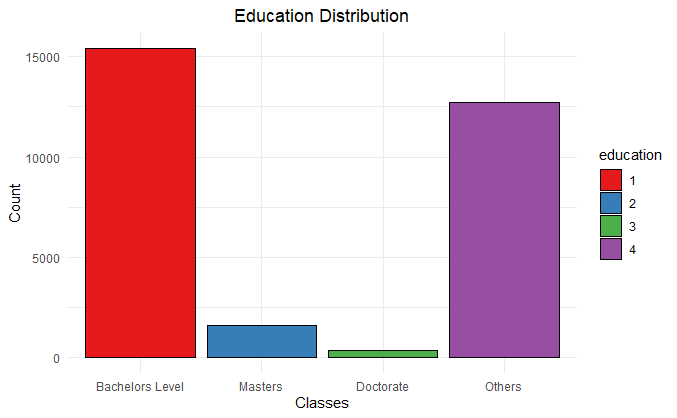 Education Distribution
15000
10000
5000
0
Count
Bachelors Level
Masters
Doctorate
Others
Classes
education
1
2
3
4